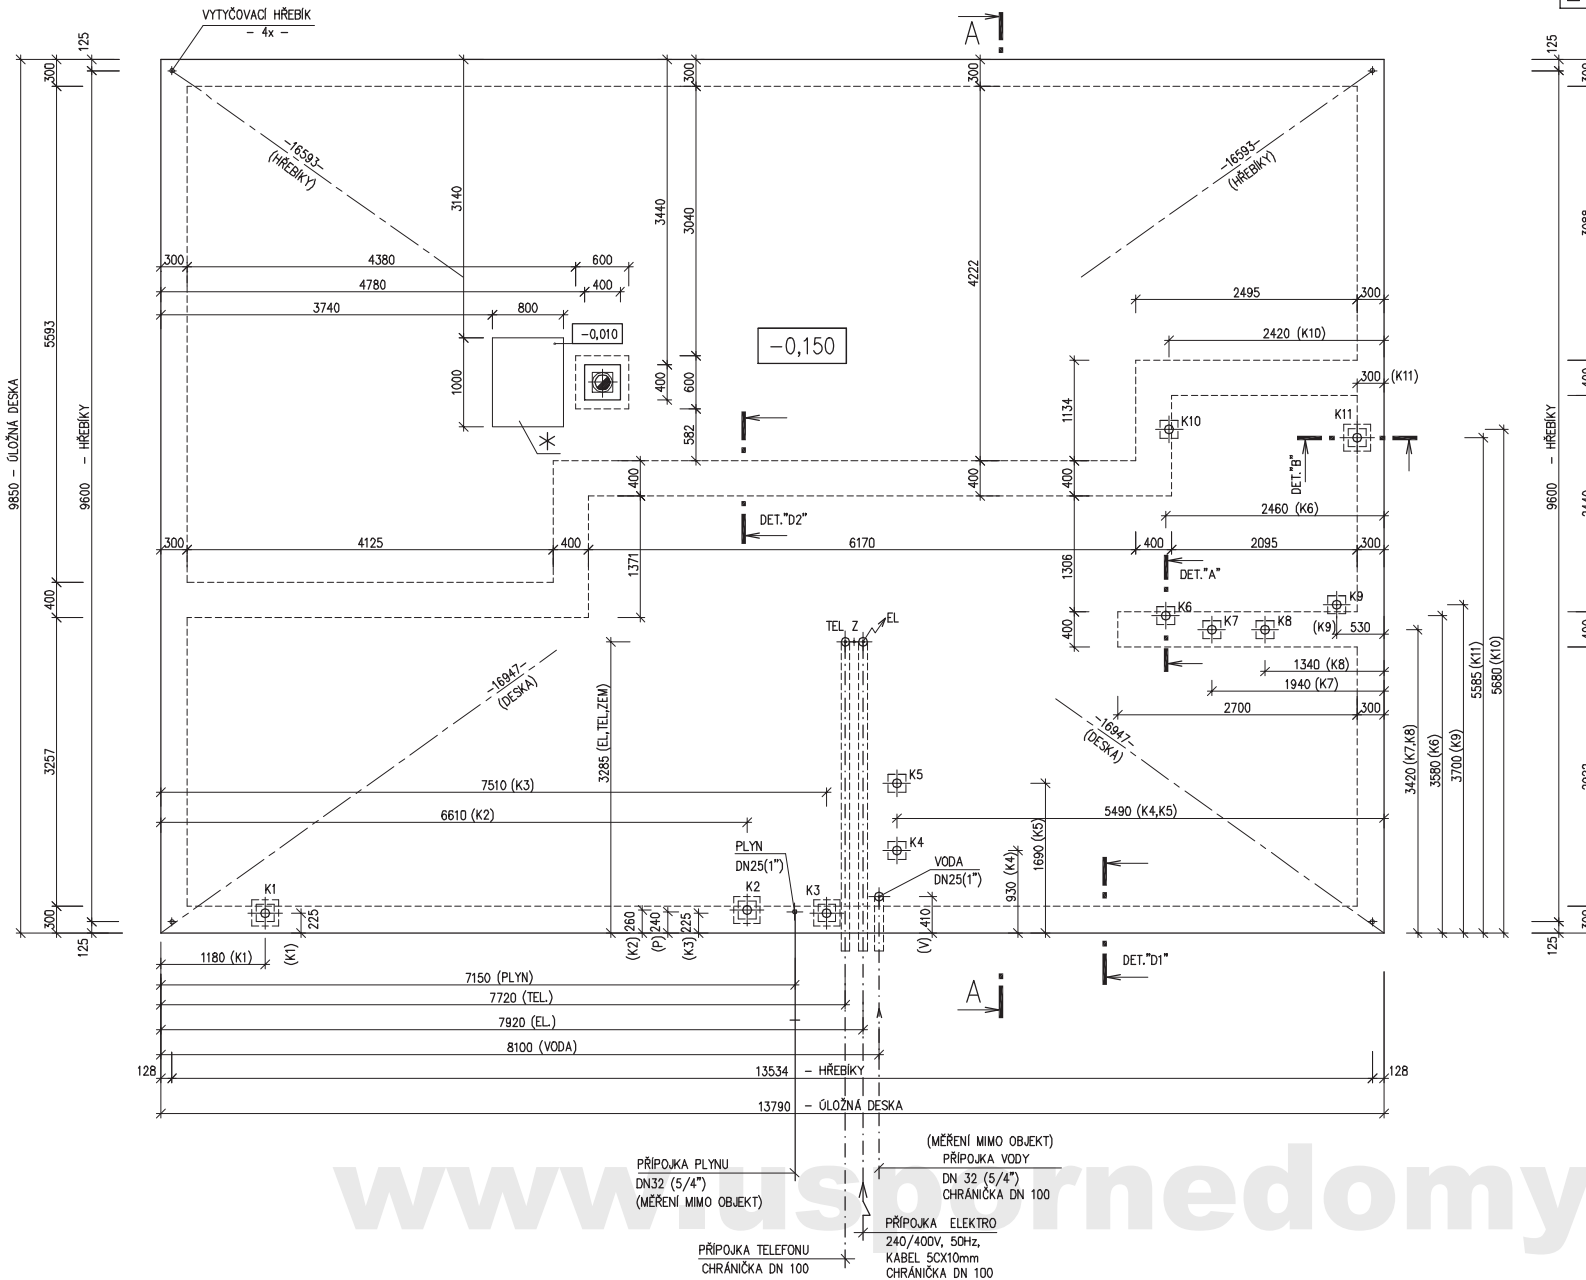 VYTYČOVACÍ HŘEBÍK
- 4x -
A
125
300
9850 - ÚLOŽNÁ DESKA
5593
9600 - HŘEBÍKY
400
3257
300
125
-16593-
(HŘEBÍKY)
3140
3440
300
3040
300
4222
-16593-
(HŘEBÍKY)
125
300
9600 - HŘEBÍKY
125
300
4380
600
4780
400
3740
800
-0,010
-0,150
1000
400
600
582
2495
300
2420 (K10)
300
(K11)
1134
K10
K11
DET."B"
400
400
400
2460 (K6)
DET."D2"
300
4125
400
1371
6170
400
2095
300
1306
DET."A"
K6
K7
K8
K9
(K9)
530
400
1340 (K8)
1940 (K7)
2700
300
3420 (K7,K8)
3580 (K6)
3700 (K9)
5585 (K11)
5680 (K10)
TEL
Z
EL
-16947-
(DESKA)
3285 (EL,TEL,ZEM)
-16947-
(DESKA)
K5
7510 (K3)
6610 (K2)
5490 (K4,K5)
1690 (K5)
930 (K4)
K4
PLYN
DN25(1")
VODA
DN25(1")
K1
K2
K3
225
(K1)
(K2) 260
(P) 240
(K3) 225
(V) 410
1180 (K1)
DET."D1"
7150 (PLYN)
7720 (TEL.)
A
7920 (EL.)
8100 (VODA)
128
13534 - HŘEBÍKY
128
13790 - ÚLOŽNÁ DESKA
(MĚŘENÍ MIMO OBJEKT)
PŘÍPOJKA VODY
DN 32 (5/4")
CHRÁNIČKA DN 100
PŘÍPOJKA PLYNU
DN32 (5/4")
(MĚŘENÍ MIMO OBJEKT)
PŘÍPOJKA ELEKTRO
240/400V, 50Hz,
KABEL 5CX10mm
CHRÁNIČKA DN 100
PŘÍPOJKA TELEFONU
CHRÁNIČKA DN 100
www.uspornedomy